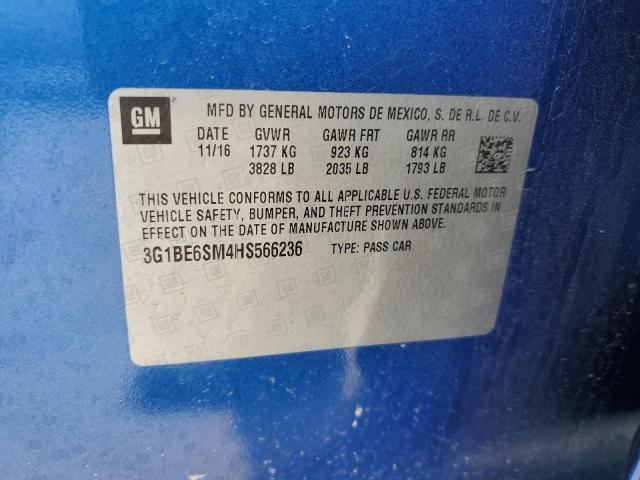 GM
MFD BY GENERAL MOTORS DE MEXICO, S. DE R.L. DE C.V.
DATE GVWR GAWR FRT GAWR RR
11/16 1737 KG 923 KG 814 KG
3828 LB 2035 LB 1793 LB
THIS VEHICLE CONFORMS TO ALL APPLICABLE U.S. FEDERAL MOTOR
VEHICLE SAFETY, BUMPER, AND THEFT PREVENTION STANDARDS IN
EFFECT ON THE DATE OF MANUFACTURE SHOWN ABOVE.
3G1BE6SM4HS566236 TYPE: PASS CAR